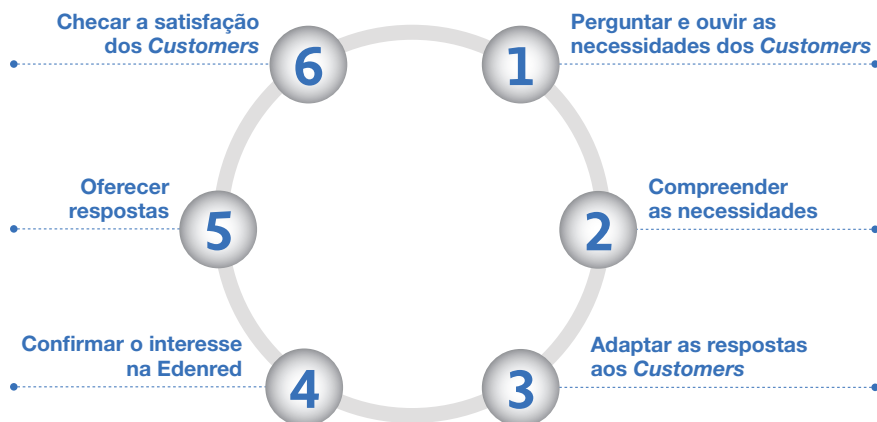 Perguntar e ouvir as
necessidades dos Customers
1
Compreender
as necessidades
2
Adaptar as respostas
aos Customers
3
Confirmar o interesse
na Edenred
4
Oferecer
respostas
5
Checar a satisfação
dos Customers
6